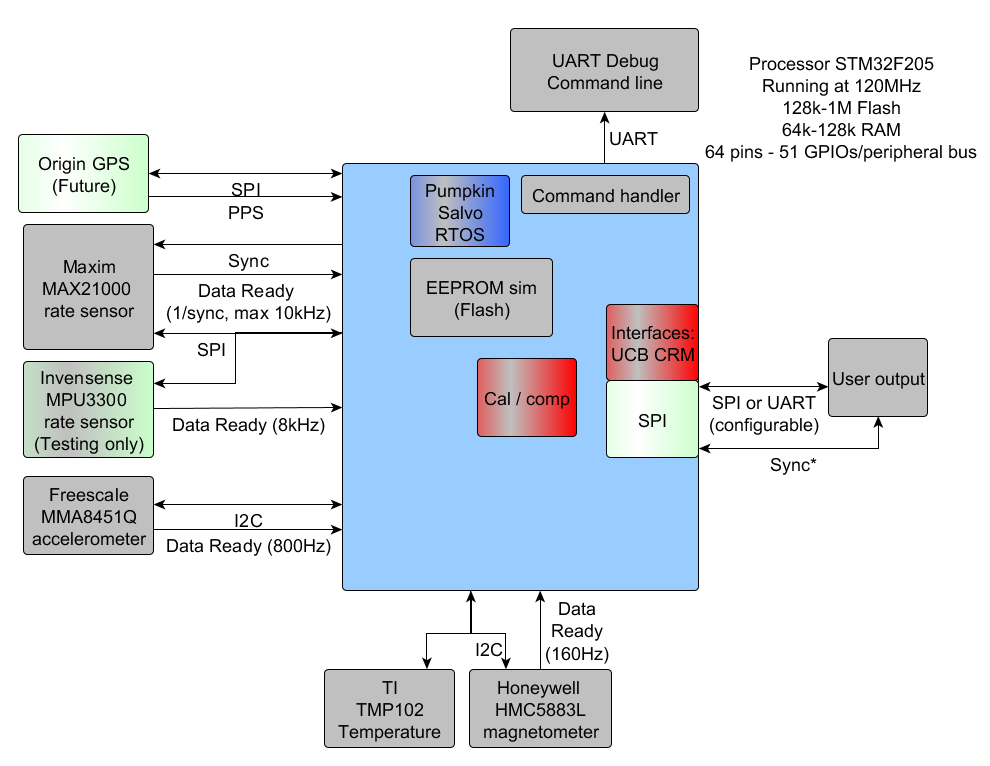 UART Debug
Command line
Processor STM32F205
Running at 120MHz
128k-1M Flash
64k-128k RAM
64 pins - 51 GPIOs/peripheral bus
UART
Origin GPS
(Future)
SPI
PPS
Pumpkin
Salvo
RTOS
Command handler
Maxim
MAX21000
rate sensor
Sync
Data Ready
(1/sync, max 10kHz)
SPI
EEPROM sim
(Flash)
Interfaces:
UCB CRM
Invensense
MPU3300
rate sensor
(Testing only)
Data Ready (8kHz)
Cal / comp
SPI
User output
SPI or UART
(configurable)
Sync*
Freescale
MMA8451Q
accelerometer
I2C
Data Ready (800Hz)
I2C
Data
Ready
(160Hz)
TI
TMP102
Temperature
Honeywell
HMC5883L
magnetometer